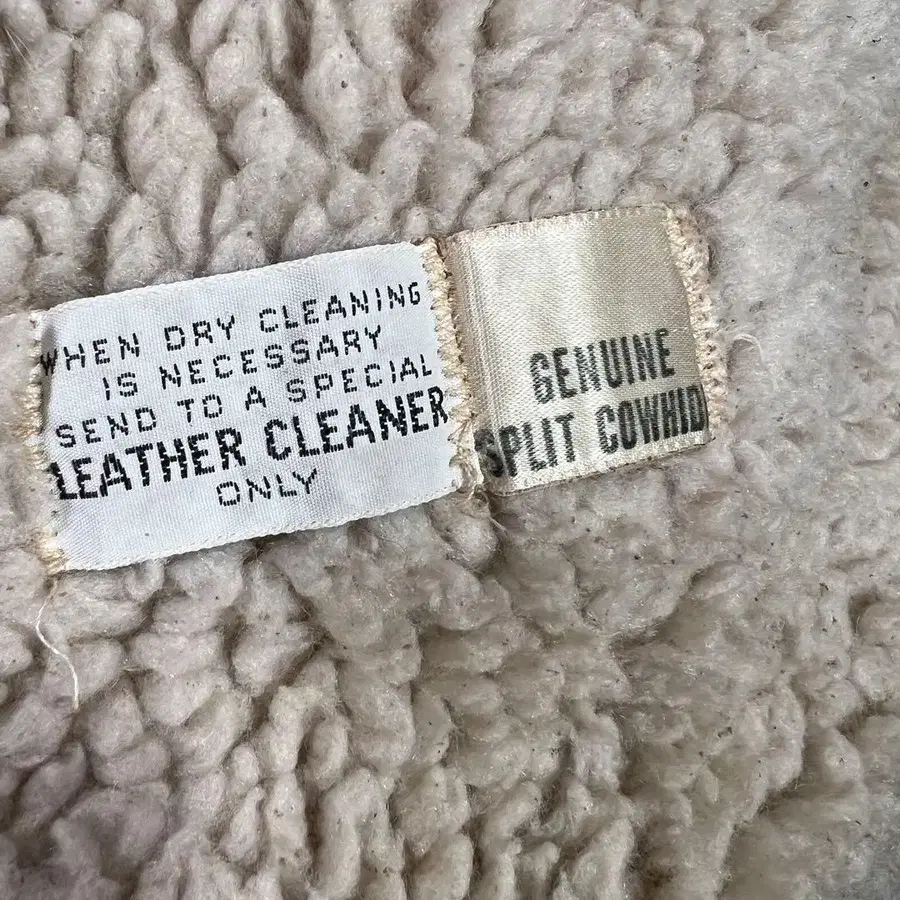 WHEN DRY CLEANING
IS NECESSARY
SEND TO A SPECIAL
LEATHER CLEANER
ONLY
GENUINE
SPLIT COWHID